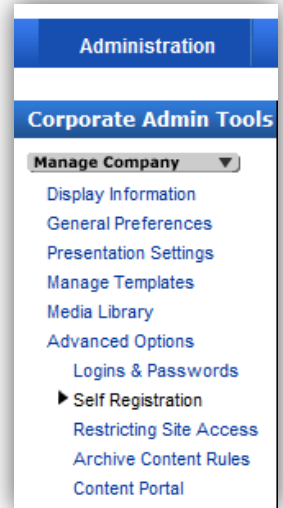 Administration
Corporate Admin Tools
Manage Company
Display Information
General Preferences
Presentation Settings
Manage Templates
Media Library
Advanced Options
Logins & Passwords
Self Registration
Restricting Site Access
Archive Content Rules
Content Portal